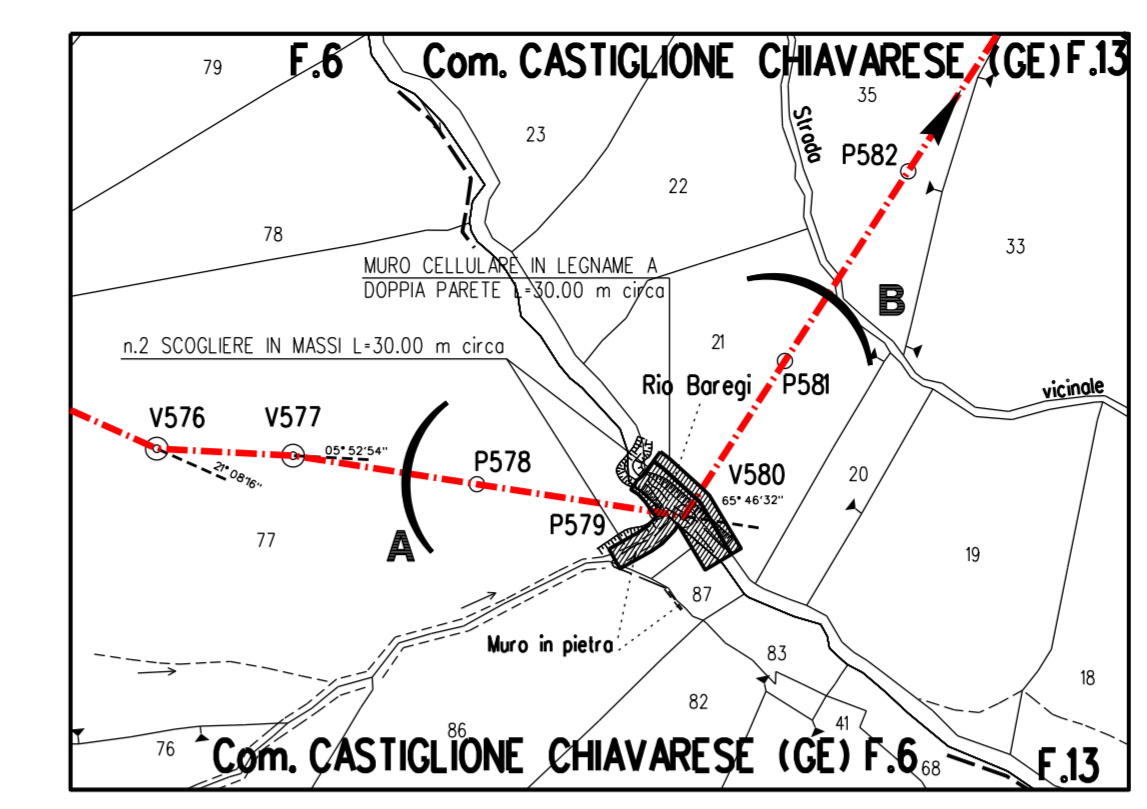 F.6 Com. CASTIGLIONE CHIAVARESE (GE) F.13
79
35
23
Strada
P582
22
78
33
MURO CELLULARE IN LEGNAME A
DOPPIA PARETE L=30.00 m circa
B
n.2 SCOGLIERE IN MASSI L=30.00 m circa
21
Rio Baregi
P581
vicinale
V576
V577
05°52'54"
21°08'16"
P578
V580
65°46'32"
20
P579
A
77
19
87
Muro in pietra
83
18
82
41
86
76
Com. CASTIGLIONE CHIAVARESE (GE) F.6
68
F.13